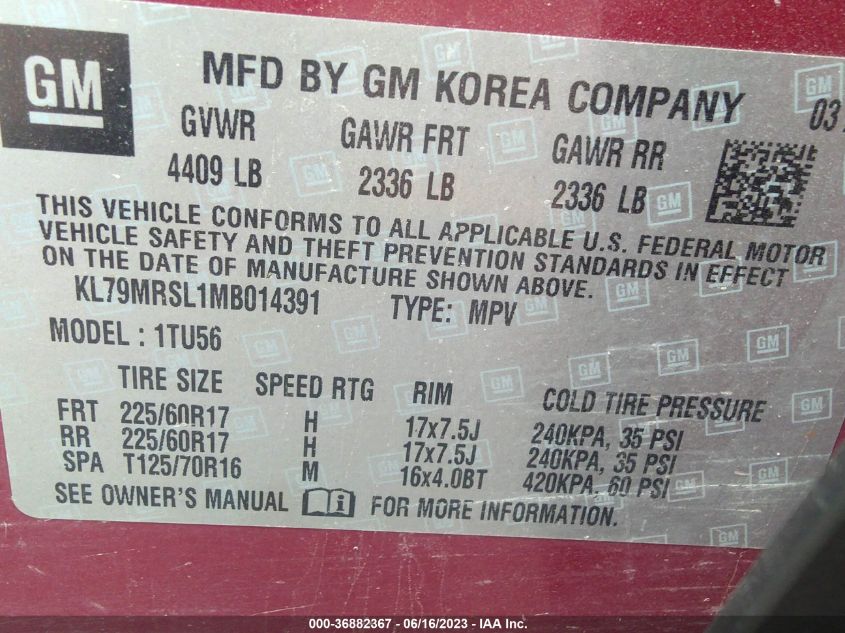 GM
MFD BY GM KOREA COMPANY
03
GVWR GAWR FRT GAWR RR
4409 LB 2336 LB 2336 LB
THIS VEHICLE CONFORMS TO ALL APPLICABLE U.S. FEDERAL MOTOR
VEHICLE SAFETY AND THEFT PREVENTION STANDARDS IN EFFECT
ON THE DATE OF MANUFACTURE SHOWN ABOVE.
KL79MRSL1MB014391 TYPE: MPV
MODEL : 1TU56
TIRE SIZE SPEED RTG RIM COLD TIRE PRESSURE
FRT 225/60R17 H 17x7.5J 240KPA, 35 PSI
RR 225/60R17 H 17x7.5J 240KPA, 35 PSI
SPA T125/70R16 M 16x4.0BT 420KPA, 60 PSI
SEE OWNER'S MANUAL i FOR MORE INFORMATION.
000-36882367 - 06/16/2023 - IAA Inc.